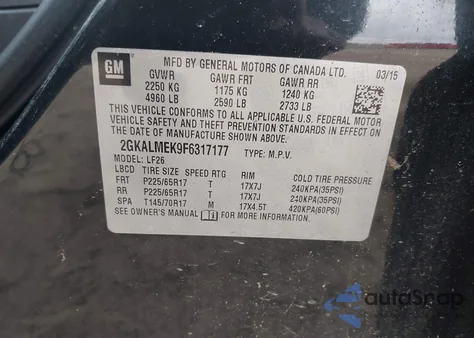 GM
MFD BY GENERAL MOTORS OF CANADA LTD. 03/15
GVWR GAWR FRT GAWR RR
2250 KG 1175 KG 1240 KG
4960 LB 2590 LB 2733 LB
THIS VEHICLE CONFORMS TO ALL APPLICABLE U.S. FEDERAL MOTOR
VEHICLE SAFETY AND THEFT PREVENTION STANDARDS IN EFFECT ON THE
DATE OF MANUFACTURE SHOWN ABOVE.
2GKALMEK9F6317177 TYPE: M.P.V.
MODEL: LF26
LBCD TIRE SIZE SPEED RTG RIM COLD TIRE PRESSURE
FRT P225/65R17 T 17X7J 240KPA(35PSI)
RR P225/65R17 T 17X7J 240KPA(35PSI)
SPA T145/70R17 M 17X4.5T 420KPA(60PSI)
SEE OWNER'S MANUAL FOR MORE INFORMATION.
autoSnap